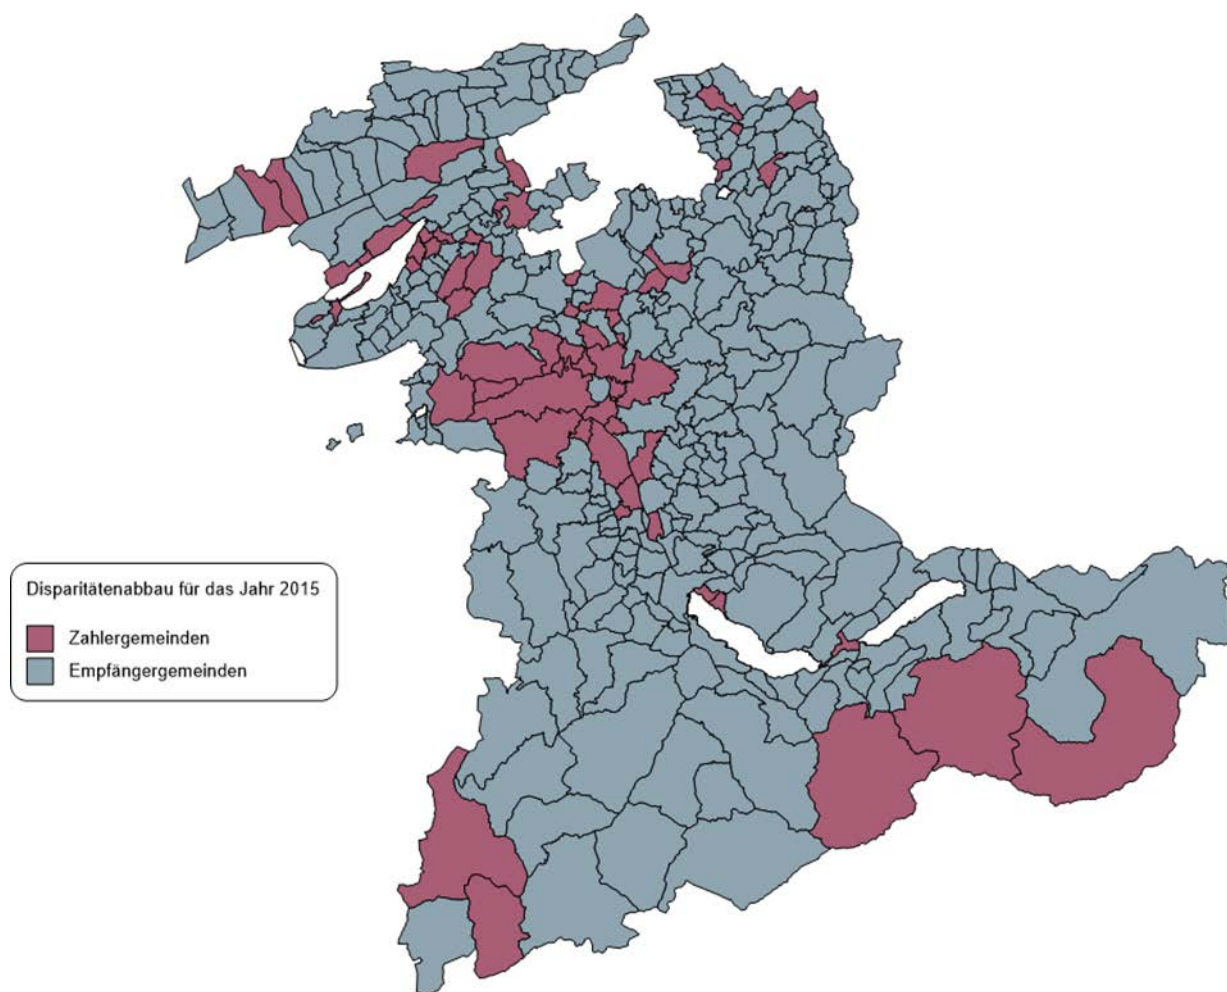 Disparitätenabbau für das Jahr 2015
Zahlergemeinden
Empfängergemeinden